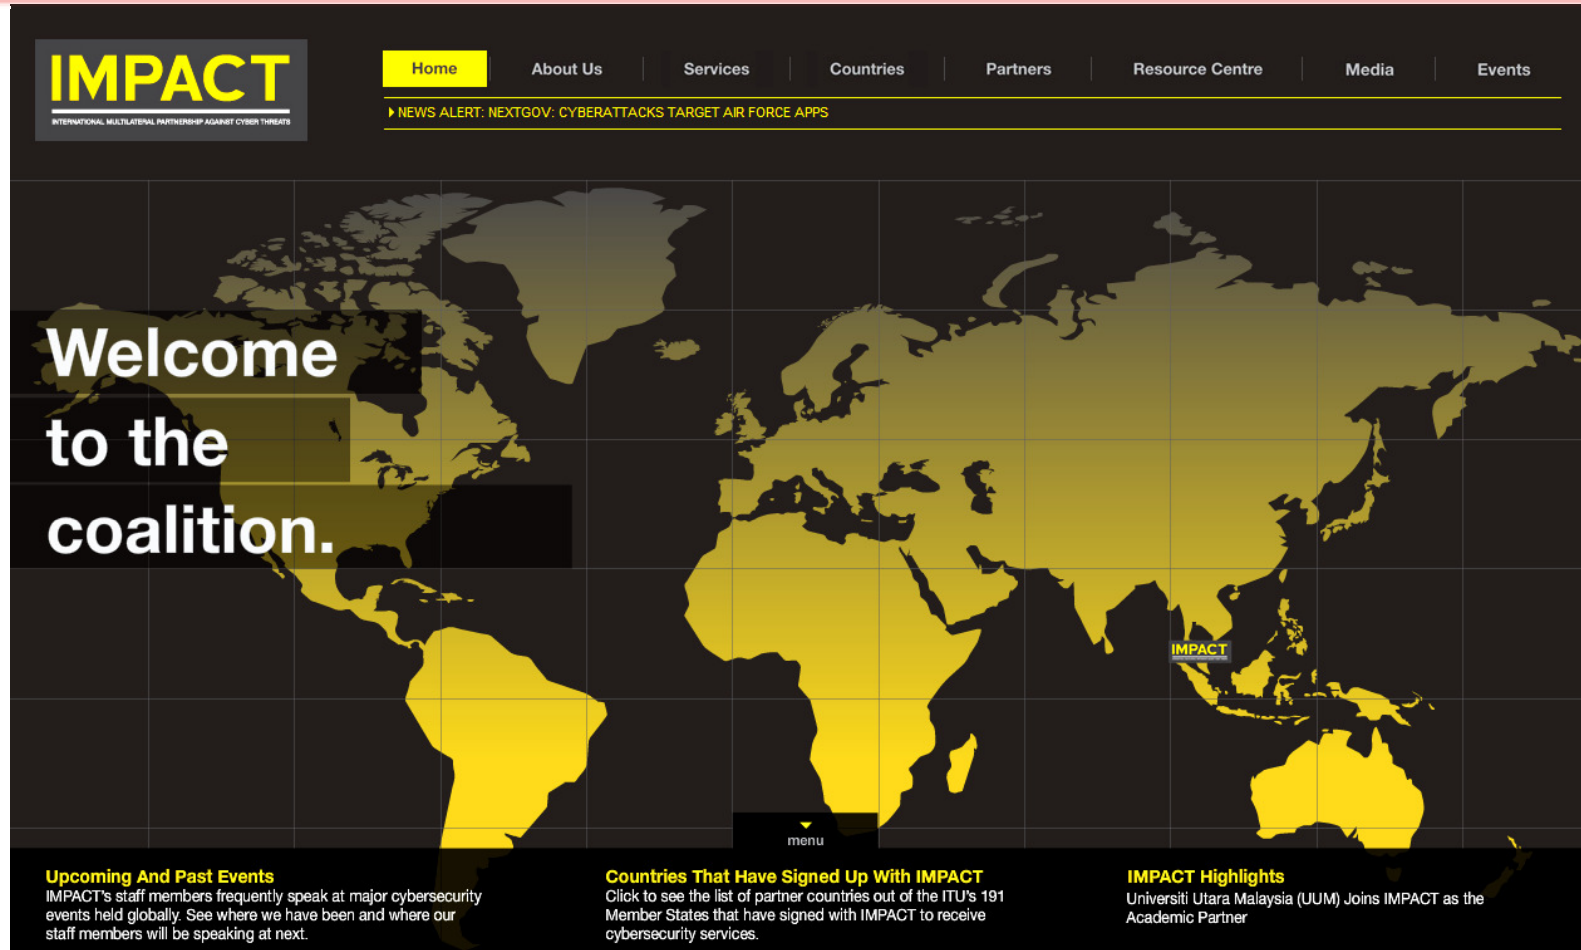 IMPACT
INTERNATIONAL MULTILATERAL PARTNERSHIP AGAINST CYBER THREATS
Home
About Us
Services
Countries
Partners
Resource Centre
Media
Events
NEWS ALERT: NEXTGOV: CYBERATTACKS TARGET AIR FORCE APPS
Welcome
to the
coalition.
IMPACT
menu
Upcoming And Past Events
IMPACT's staff members frequently speak at major cybersecurity
events held globally. See where we have been and where our
staff members will be speaking at next.
Countries That Have Signed Up With IMPACT
Click to see the list of partner countries out of the ITU's 191
Member States that have signed with IMPACT to receive
cybersecurity services.
IMPACT Highlights
Universiti Utara Malaysia (UUM) Joins IMPACT as the
Academic Partner